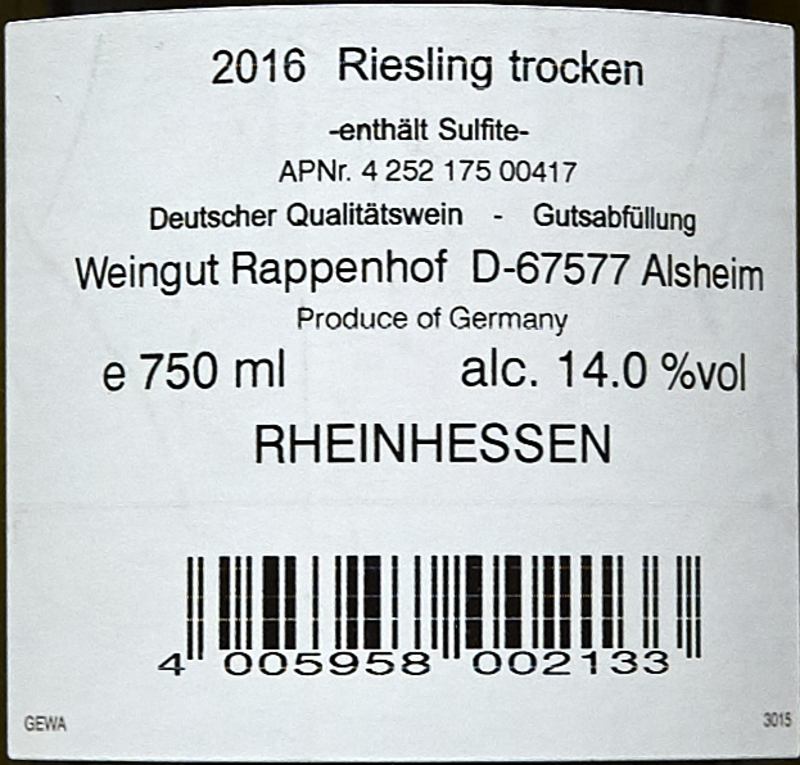 2016 Riesling trocken
-enthält Sulfite-
APNr. 4 252 175 00417
Deutscher Qualitätswein - Gutsabfüllung
Weingut Rappenhof D-67577 Alsheim
Produce of Germany
e 750 ml alc. 14.0 %vol
RHEINHESSEN
4 005958 002133
GEWA 3015